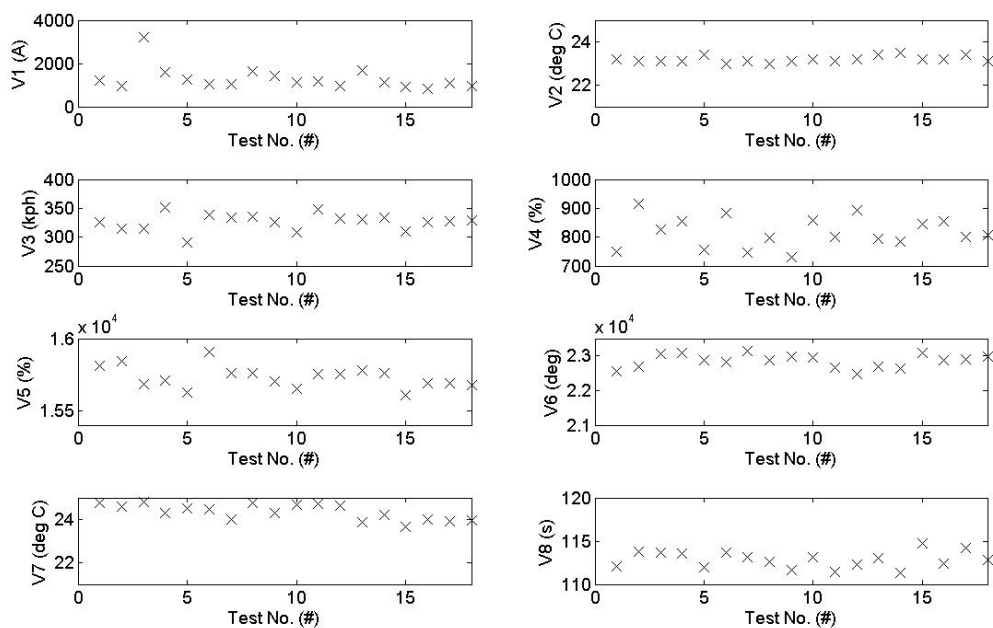 V1 (A)
4000
2000
0
0 5 10 15
Test No. (#)
V2 (deg C)
24
22
0 5 10 15
Test No. (#)
V3 (kph)
400
350
300
250
0 5 10 15
Test No. (#)
V4 (%)
1000
900
800
700
0 5 10 15
Test No. (#)
V5 (%)
x 10^4
1.6
1.55
0 5 10 15
Test No. (#)
V6 (deg)
x 10^4
2.3
2.2
2.1
0 5 10 15
Test No. (#)
V7 (deg C)
24
22
0 5 10 15
Test No. (#)
V8 (s)
120
115
110
0 5 10 15
Test No. (#)